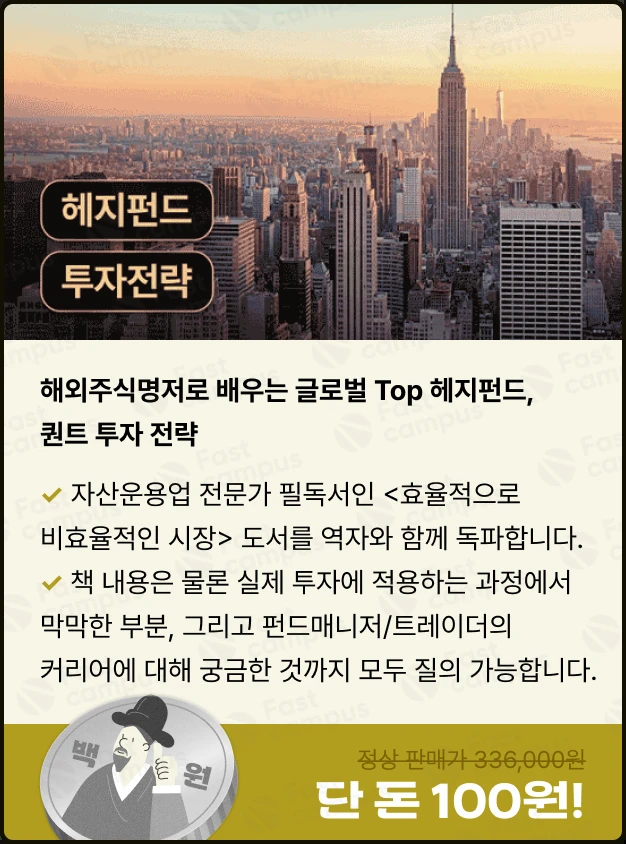 헤지펀드
투자전략
해외주식명저로 배우는 글로벌 Top 헤지펀드,
퀀트 투자 전략
✓ 자산운용업 전문가 필독서인 <효율적으로
비효율적인 시장> 도서를 역자와 함께 독파합니다.
✓ 책 내용은 물론 실제 투자에 적용하는 과정에서
막막한 부분, 그리고 펀드매니저/트레이더의
커리어에 대해 궁금한 것까지 모두 질의 가능합니다.
백 원
정상 판매가 336,000원
단 돈 100원!
Fast campus